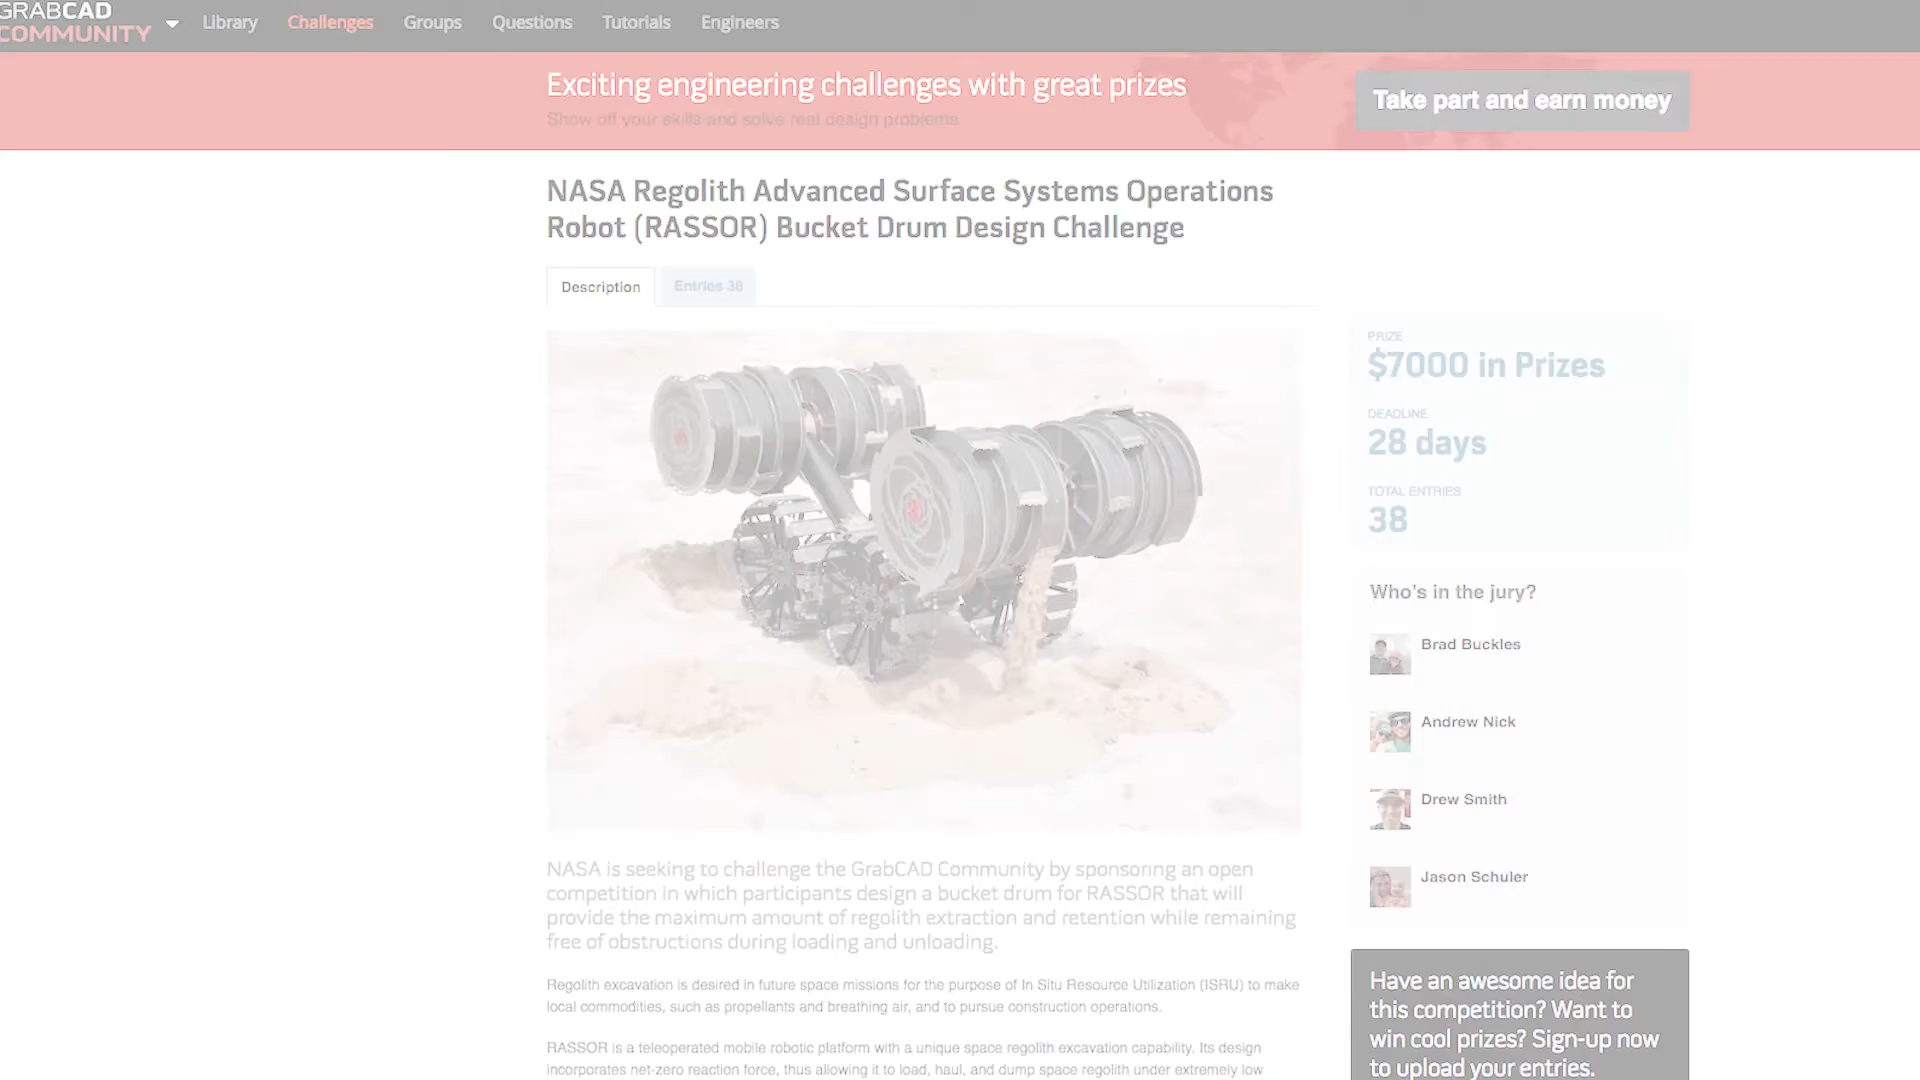 GRABCAD
COMMUNITY
Library
Challenges
Groups
Questions
Tutorials
Engineers
Exciting engineering challenges with great prizes
Show off your skills and solve real design problems
Take part and earn money
NASA Regolith Advanced Surface Systems Operations
Robot (RASSOR) Bucket Drum Design Challenge
Description
Entries 38
PRIZE
$7000 in Prizes
DEADLINE
28 days
TOTAL ENTRIES
38
Who's in the jury?
Brad Buckles
Andrew Nick
Drew Smith
Jason Schuler
NASA is seeking to challenge the GrabCAD Community by sponsoring an open
competition in which participants design a bucket drum for RASSOR that will
provide the maximum amount of regolith extraction and retention while remaining
free of obstructions during loading and unloading.
Regolith excavation is desired in future space missions for the purpose of In Situ Resource Utilization (ISRU) to make
local commodities, such as propellants and breathing air, and to pursue construction operations.
RASSOR is a teleoperated mobile robotic platform with a unique space regolith excavation capability. Its design
incorporates net-zero reaction force, thus allowing it to load, haul, and dump space regolith under extremely low
Have an awesome idea for
this competition? Want to
win cool prizes? Sign-up now
to upload your entries.